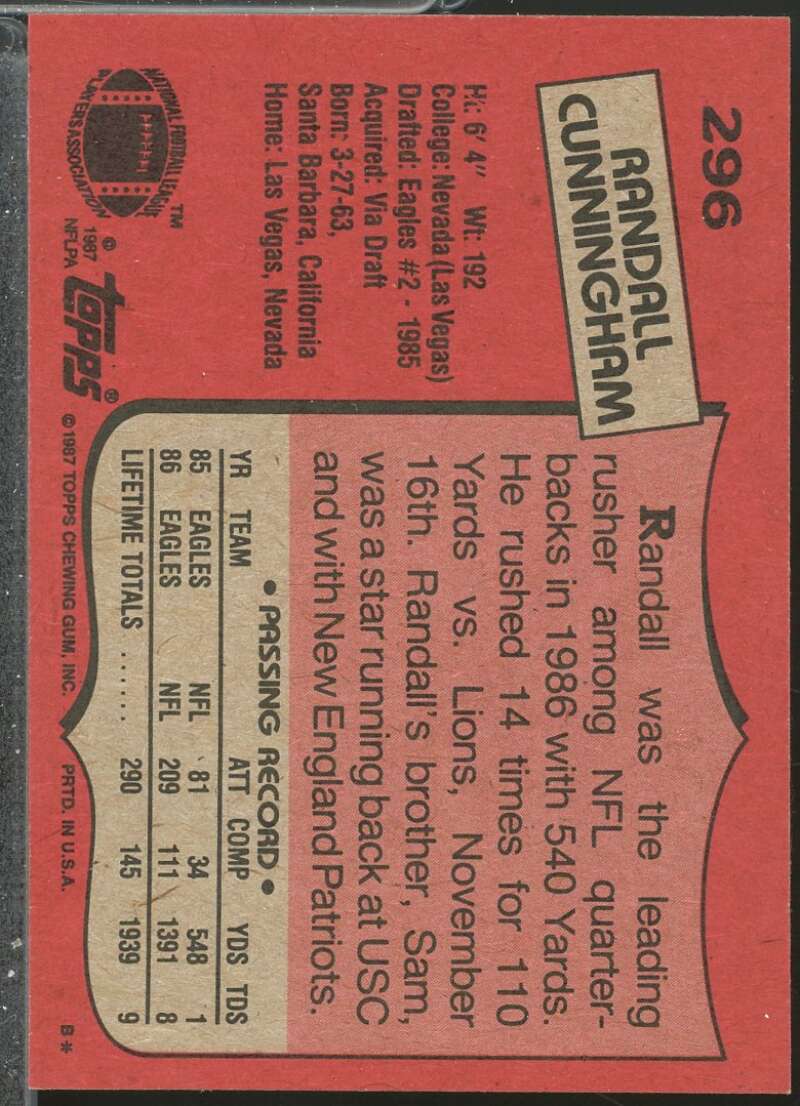 296
RANDALL
CUNNINGHAM
Ht: 6'4" Wt: 192
College: Nevada (Las Vegas)
Drafted: Eagles #2 - 1985
Acquired: Via Draft
Born: 3-27-63,
Santa Barbara, California
Home: Las Vegas, Nevada
Randall was the leading
rusher among NFL quarter-
backs in 1986 with 540 Yards.
He rushed 14 times for 110
Yards vs. Lions, November
16th. Randall's brother, Sam,
was a star running back at USC
and with New England Patriots.
• PASSING RECORD •
YR TEAM ATT COMP YDS TDS
85 EAGLES NFL 81 34 548 1
86 EAGLES NFL 209 111 1391 8
LIFETIME TOTALS ...... 290 145 1939 9
NATIONAL FOOTBALL LEAGUE
PLAYERS ASSOCIATION
™
© 1987
NFLPA
topps®
© 1987 TOPPS CHEWING GUM, INC. PRTD. IN U.S.A. B*